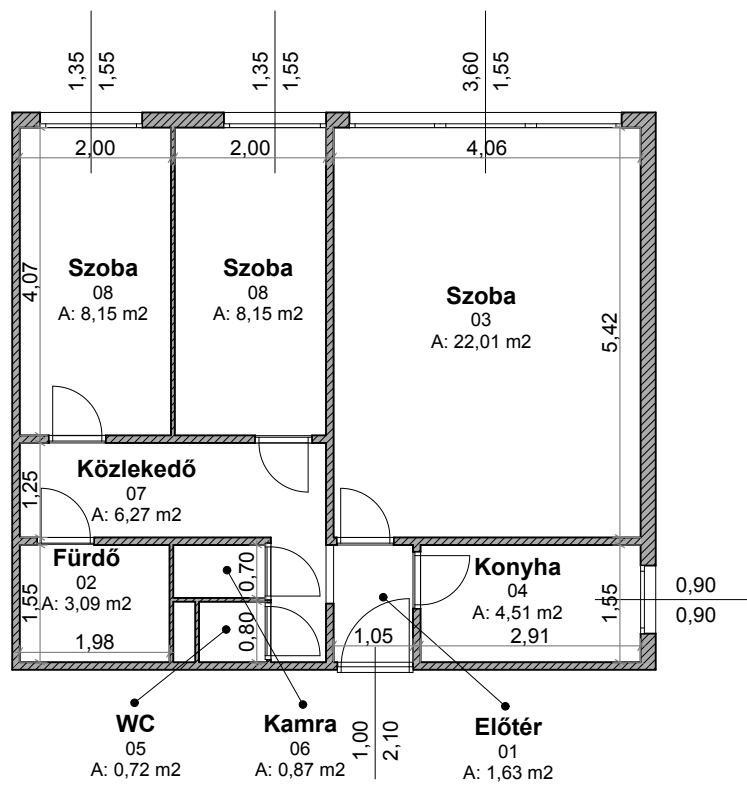 1,35
1,55
1,35
1,55
3,60
1,55
2,00
2,00
4,06
4,07
Szoba
08
A: 8,15 m2
Szoba
08
A: 8,15 m2
Szoba
03
A: 22,01 m2
5,42
1,25
Közlekedő
07
A: 6,27 m2
1,55
Fürdő
02
A: 3,09 m2
1,98
0,70
0,80
1,05
Konyha
04
A: 4,51 m2
2,91
1,55
0,90
0,90
WC
05
A: 0,72 m2
Kamra
06
A: 0,87 m2
1,00
2,10
Előtér
01
A: 1,63 m2